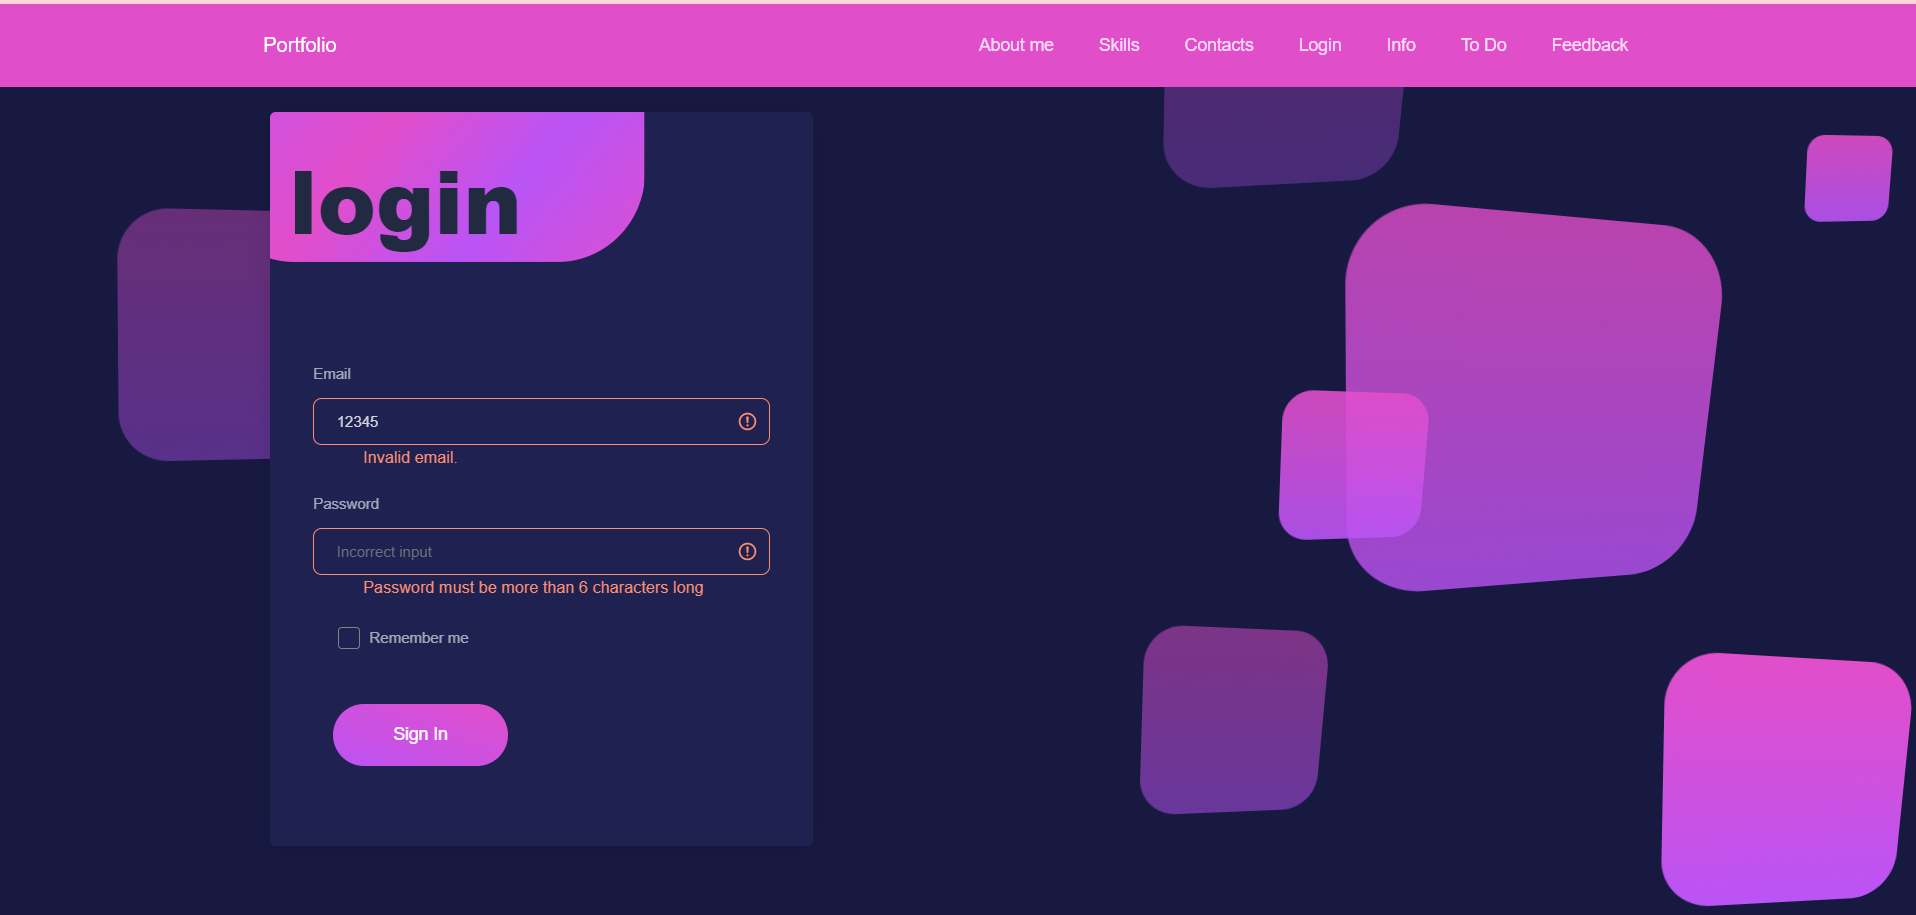 Portfolio
About me Skills Contacts Login Info To Do Feedback
login
Email
12345
Invalid email.
Password
Incorrect input
Password must be more than 6 characters long
Remember me
Sign In